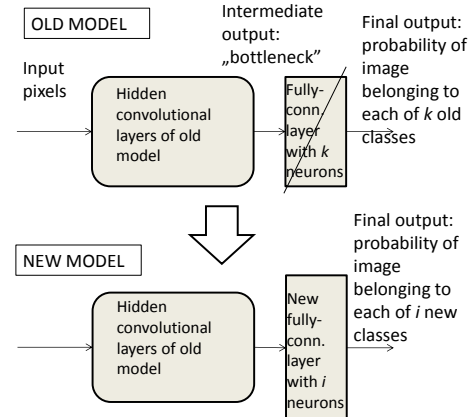 OLD MODEL
Input
pixels
Hidden
convolutional
layers of old
model
Intermediate
output:
„bottleneck”
Fully-
conn.
layer
with k
neurons
Final output:
probability of
image
belonging to
each of k old
classes
NEW MODEL
Hidden
convolutional
layers of old
model
New
fully-
conn.
layer
with i
neurons
Final output:
probability of
image
belonging to
each of i new
classes